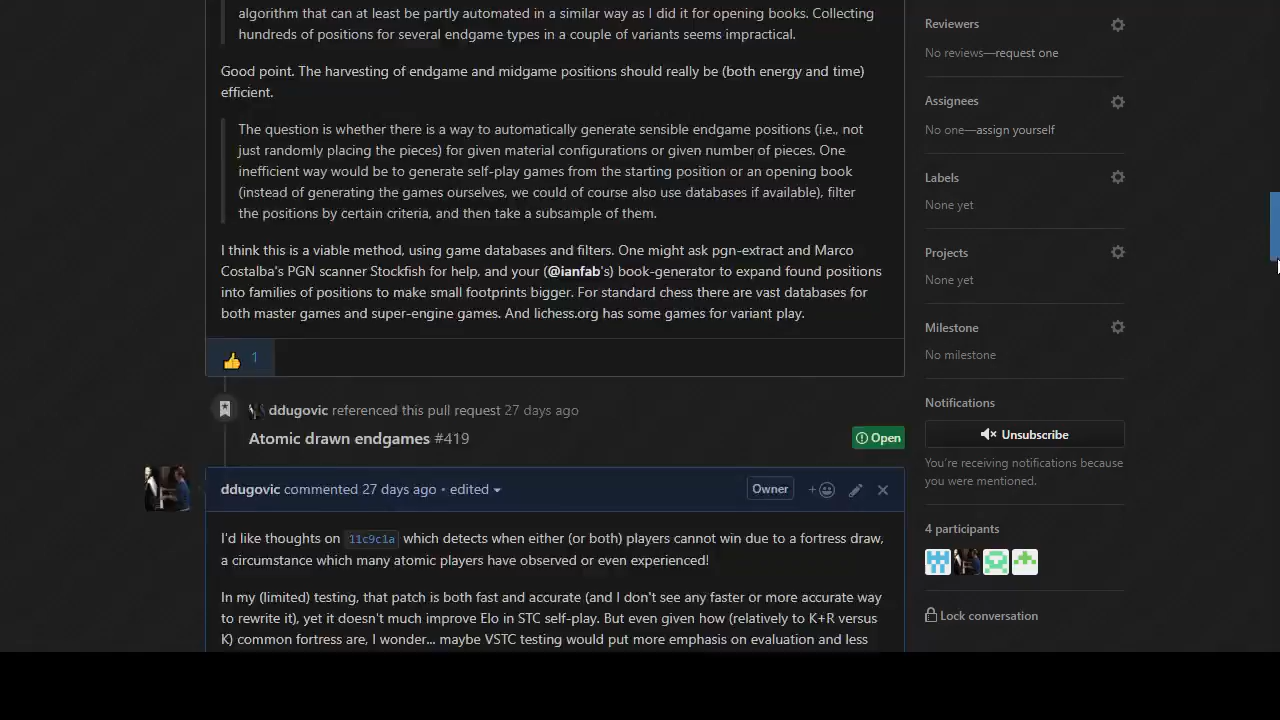 algorithm that can at least be partly automated in a similar way as I did it for opening books. Collecting
hundreds of positions for several endgame types in a couple of variants seems impractical.
Good point. The harvesting of endgame and midgame positions should really be (both energy and time)
efficient.
The question is whether there is a way to automatically generate sensible endgame positions (i.e., not
just randomly placing the pieces) for given material configurations or given number of pieces. One
inefficient way would be to generate self-play games from the starting position or an opening book
(instead of generating the games ourselves, we could of course also use databases if available), filter
the positions by certain criteria, and then take a subsample of them.
I think this is a viable method, using game databases and filters. One might ask pgn-extract and Marco
Costalba's PGN scanner Stockfish for help, and your (@ianfab's) book-generator to expand found positions
into families of positions to make small footprints bigger. For standard chess there are vast databases for
both master games and super-engine games. And lichess.org has some games for variant play.
1
ddugovic referenced this pull request 27 days ago
Atomic drawn endgames #419
Open
ddugovic commented 27 days ago • edited
Owner
I'd like thoughts on 11c9c1a which detects when either (or both) players cannot win due to a fortress draw,
a circumstance which many atomic players have observed or even experienced!
In my (limited) testing, that patch is both fast and accurate (and I don't see any faster or more accurate way
to rewrite it), yet it doesn't much improve Elo in STC self-play. But even given how (relatively to K+R versus
K) common fortress are, I wonder... maybe VSTC testing would put more emphasis on evaluation and less
Reviewers
No reviews—request one
Assignees
No one—assign yourself
Labels
None yet
Projects
None yet
Milestone
No milestone
Notifications
Unsubscribe
You're receiving notifications because
you were mentioned.
4 participants
Lock conversation